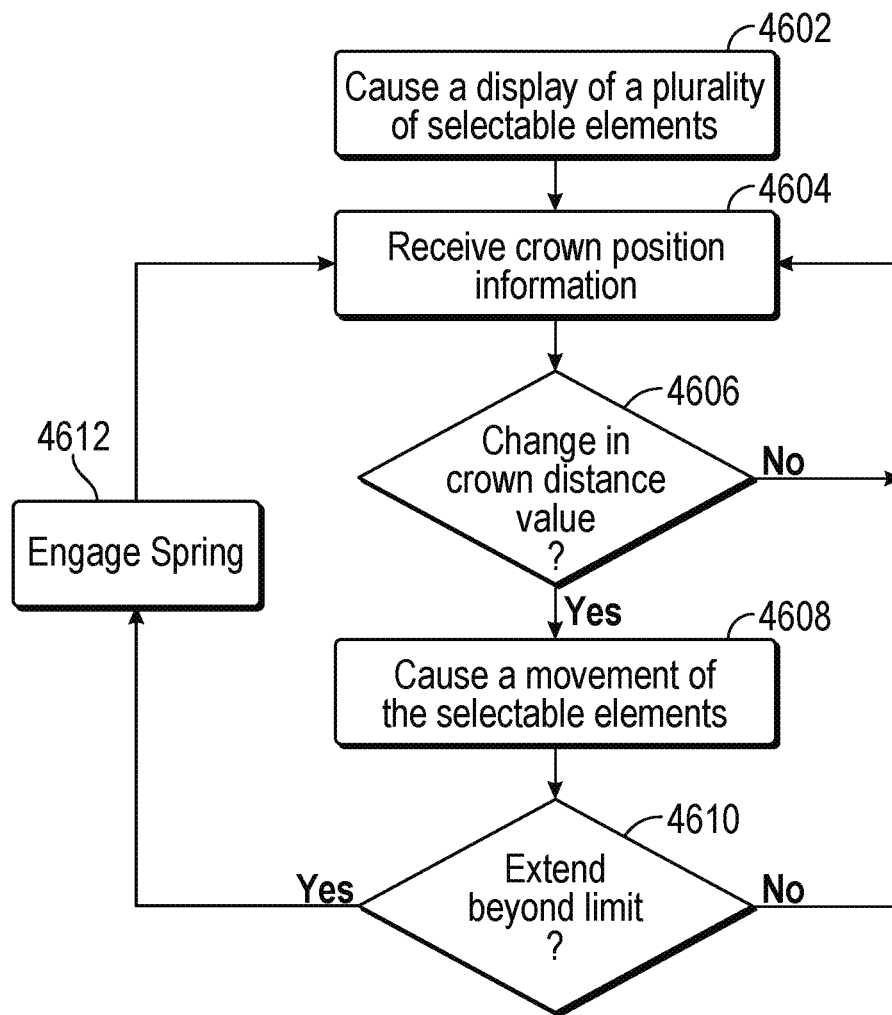 4602
Cause a display of a plurality
of selectable elements
4604
Receive crown position
information
4606
Change in
crown distance
value
?
No
4612
Engage Spring
Yes
4608
Cause a movement of
the selectable elements
4610
Extend
beyond limit
?
Yes
No